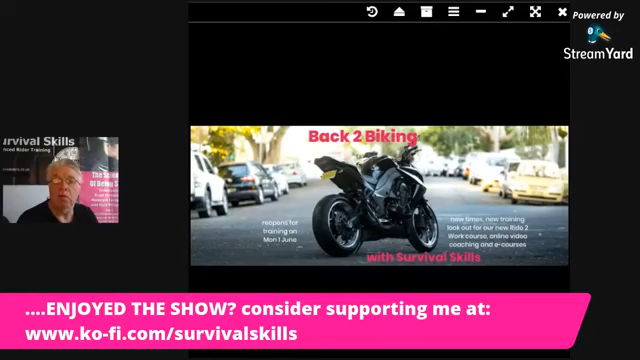 Powered by
StreamYard
urvival Skills
Back 2 Biking
reopens for
training on
Mon 1 June
new times, new training
look out for our new Ride 2
Work course, online video
coaching and e-courses
with Survival Skills
....ENJOYED THE SHOW? consider supporting me at:
www.ko-fi.com/survivalskills